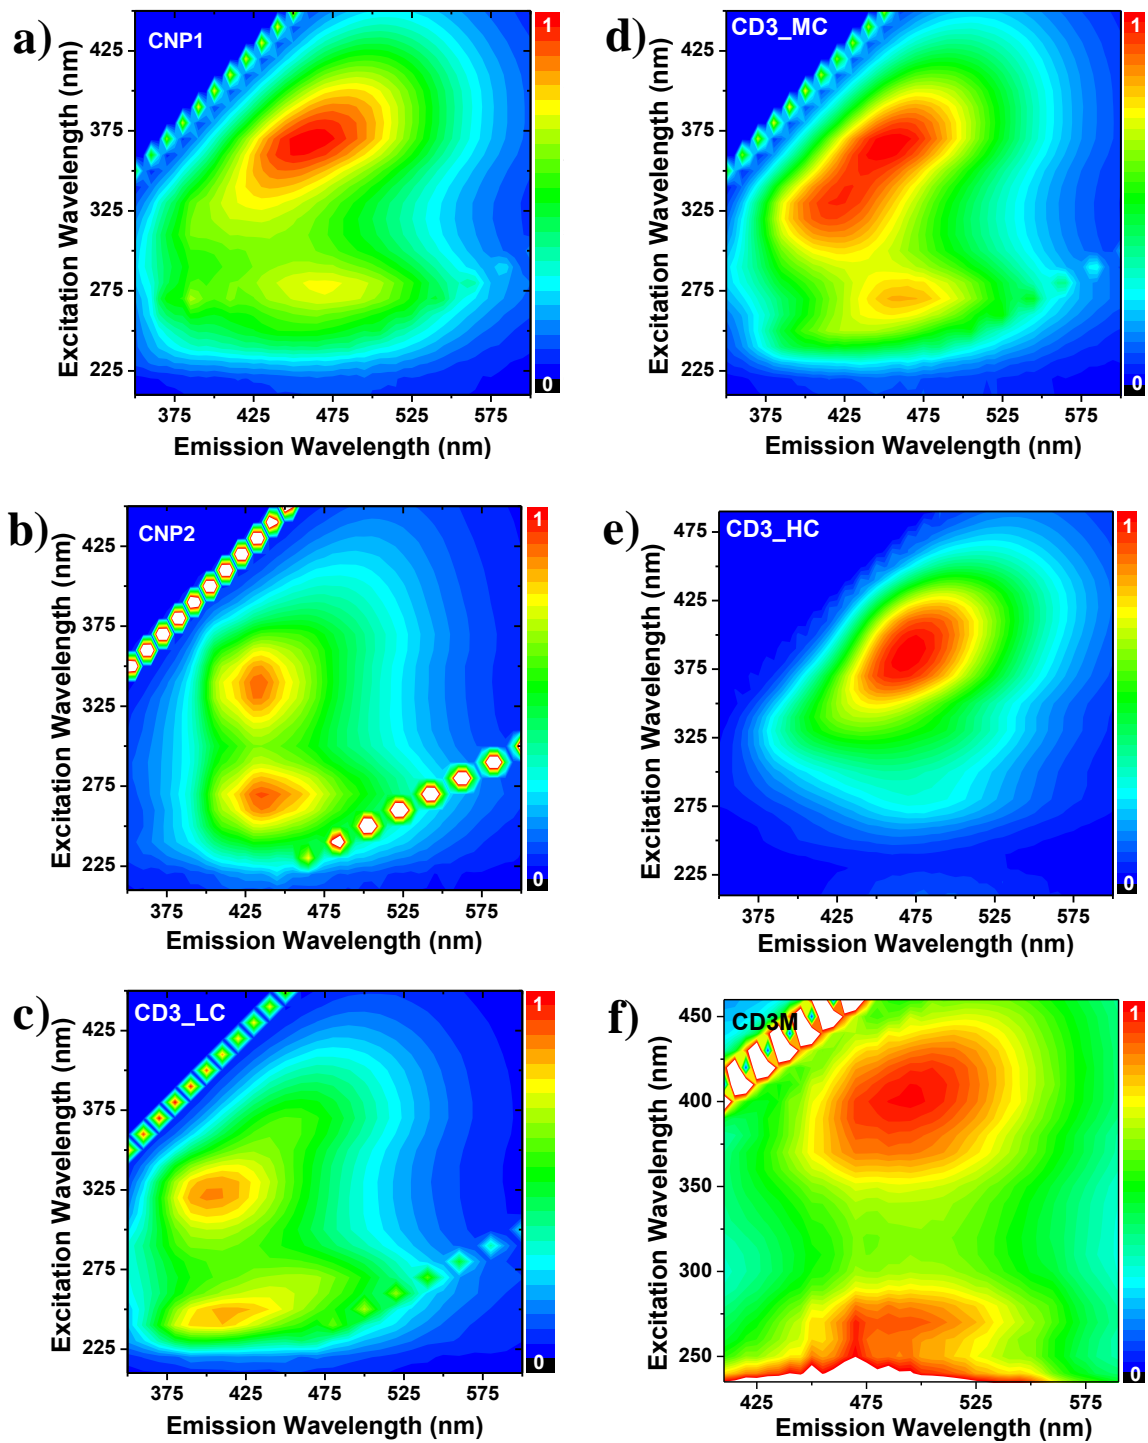 a)
CNP1
Excitation Wavelength (nm)
425
375
325
275
225
375 425 475 525 575
Emission Wavelength (nm)
1
0
d)
CD3_MC
Excitation Wavelength (nm)
425
375
325
275
225
375 425 475 525 575
Emission Wavelength (nm)
1
0
b)
CNP2
Excitation Wavelength (nm)
425
375
325
275
225
375 425 475 525 575
Emission Wavelength (nm)
1
0
e)
CD3_HC
Excitation Wavelength (nm)
475
425
375
325
275
225
375 425 475 525 575
Emission Wavelength (nm)
1
0
c)
CD3_LC
Excitation Wavelength (nm)
425
375
325
275
225
375 425 475 525 575
Emission Wavelength (nm)
1
0
f)
CD3M
Excitation Wavelength (nm)
450
400
350
300
250
425 475 525 575
Emission Wavelength (nm)
1
0